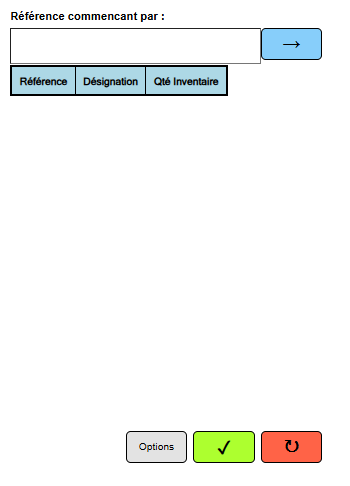 Référence commencant par :
→
Référence Désignation Qté Inventaire
Options ✓ ↻